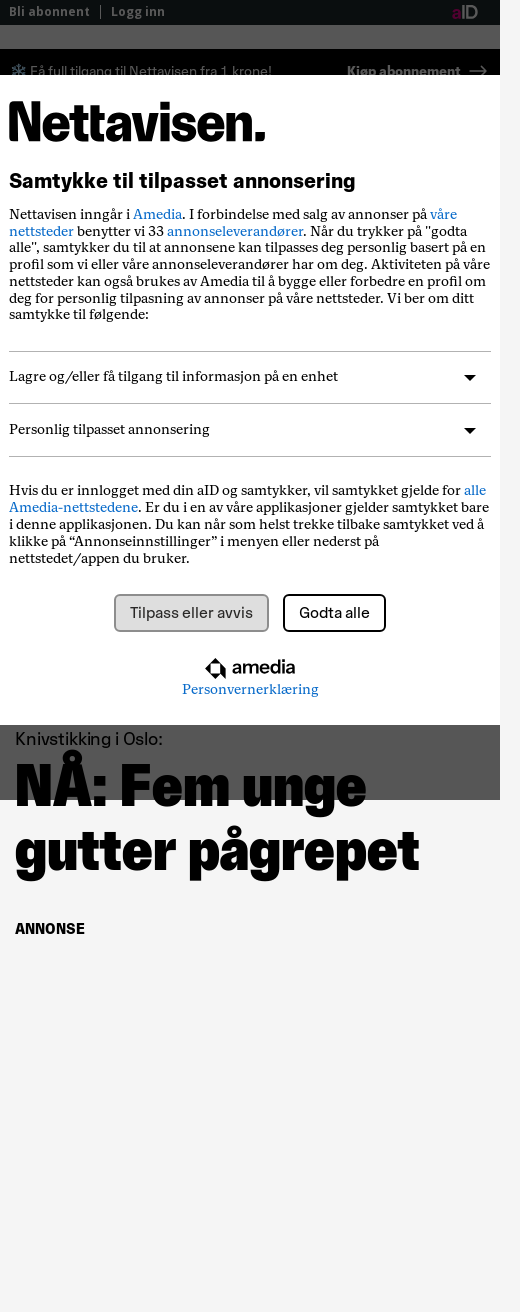 Bli abonnent | Logg inn
aID
Få full tilgang til Nettavisen fra 1 krone!
Kjøp abonnement →
Nettavisen.
Samtykke til tilpasset annonsering
Nettavisen inngår i Amedia. I forbindelse med salg av annonser på våre
nettsteder benytter vi 33 annonseleverandører. Når du trykker på "godta
alle", samtykker du til at annonsene kan tilpasses deg personlig basert på en
profil som vi eller våre annonseleverandører har om deg. Aktiviteten på våre
nettsteder kan også brukes av Amedia til å bygge eller forbedre en profil om
deg for personlig tilpasning av annonser på våre nettsteder. Vi ber om ditt
samtykke til følgende:
Lagre og/eller få tilgang til informasjon på en enhet
Personlig tilpasset annonsering
Hvis du er innlogget med din aID og samtykker, vil samtykket gjelde for alle
Amedia-nettstedene. Er du i en av våre applikasjoner gjelder samtykket bare
i denne applikasjonen. Du kan når som helst trekke tilbake samtykket ved å
klikke på “Annonseinnstillinger” i menyen eller nederst på
nettstedet/appen du bruker.
Tilpass eller avvis
Godta alle
amedia
Personvernerklæring
Knivstikking i Oslo:
NÅ: Fem unge
gutter pågrepet
ANNONSE